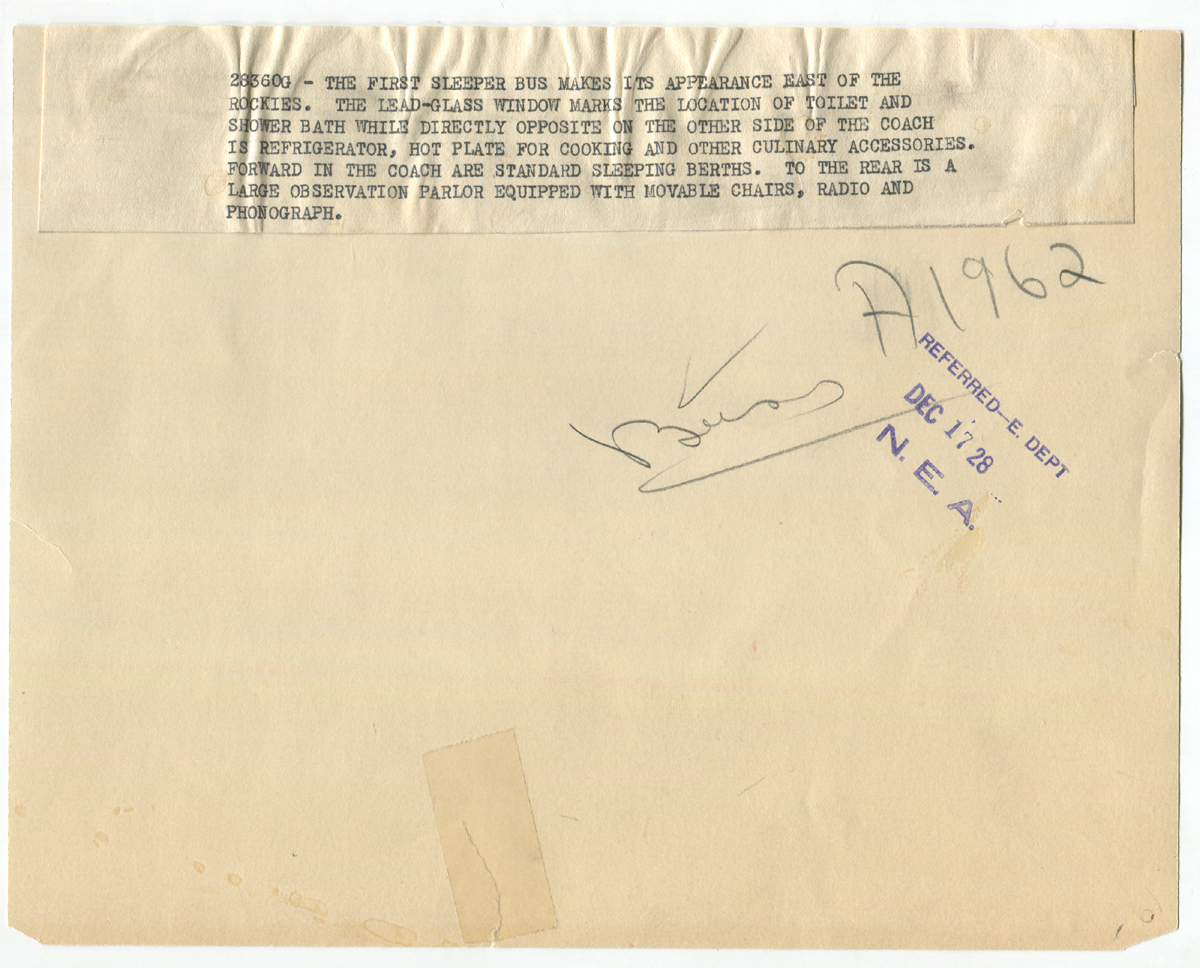 28360G - THE FIRST SLEEPER BUS MAKES ITS APPEARANCE EAST OF THE
ROCKIES. THE LEAD-GLASS WINDOW MARKS THE LOCATION OF TOILET AND
SHOWER BATH WHILE DIRECTLY OPPOSITE ON THE OTHER SIDE OF THE COACH
IS REFRIGERATOR, HOT PLATE FOR COOKING AND OTHER CULINARY ACCESSORIES.
FORWARD IN THE COACH ARE STANDARD SLEEPING BERTHS. TO THE REAR IS A
LARGE OBSERVATION PARLOR EQUIPPED WITH MOVABLE CHAIRS, RADIO AND
PHONOGRAPH.
A1962
REFERRED—E. DEPT
DEC 17 28
N. E. A.